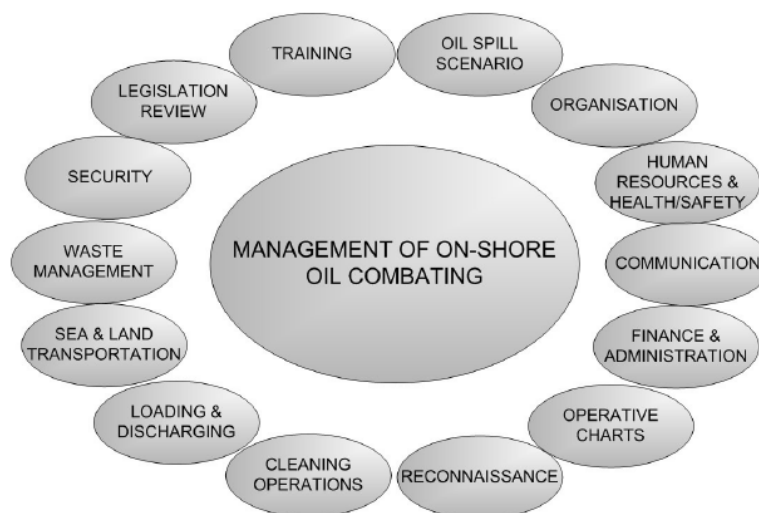 TRAINING
OIL SPILL
SCENARIO
ORGANISATION
HUMAN
RESOURCES &
HEALTH/SAFETY
COMMUNICATION
FINANCE &
ADMINISTRATION
OPERATIVE
CHARTS
RECONNAISSANCE
CLEANING
OPERATIONS
LOADING &
DISCHARGING
SEA & LAND
TRANSPORTATION
WASTE
MANAGEMENT
SECURITY
LEGISLATION
REVIEW
MANAGEMENT OF ON-SHORE
OIL COMBATING